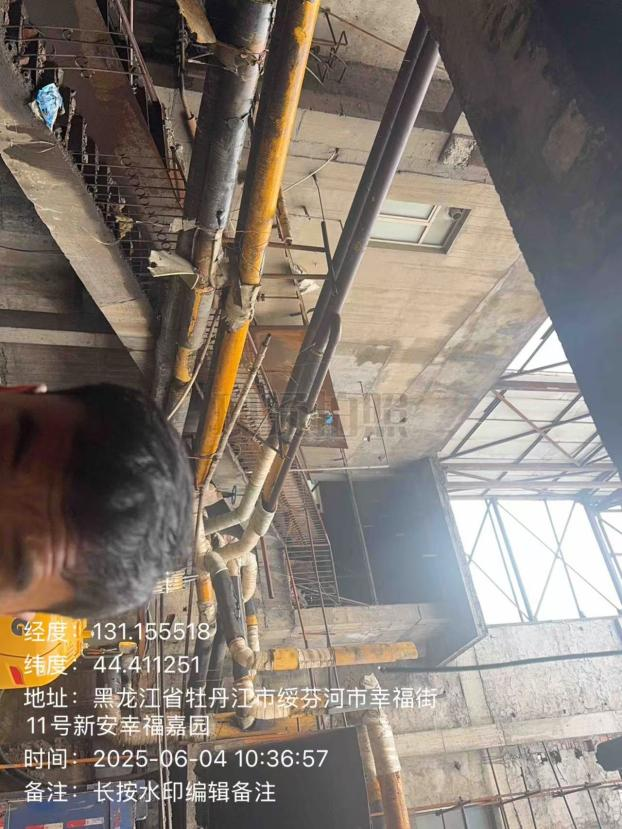 经度：131.155518
纬度：44.411251
地址：黑龙江省牡丹江市绥芬河市幸福街
11号新安幸福嘉园
时间：2025-06-04 10:36:57
备注：长按水印编辑备注